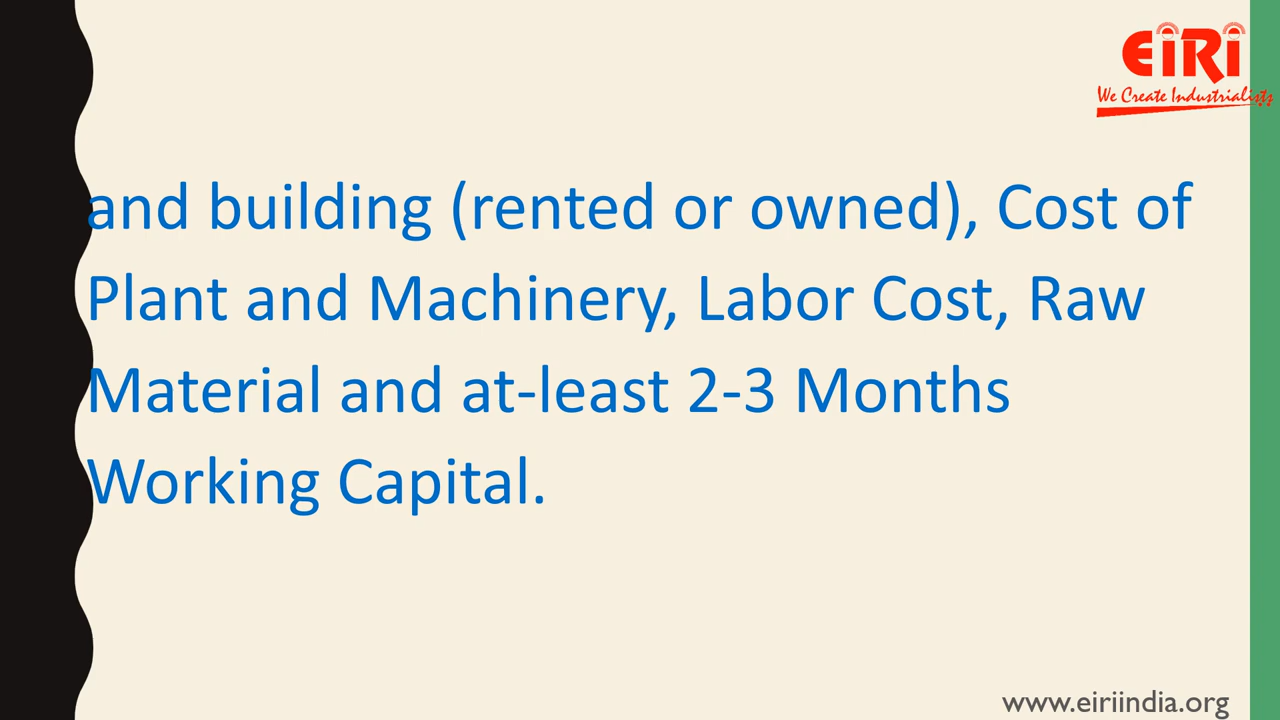 EIRI
We Create Industrialists
and building (rented or owned), Cost of
Plant and Machinery, Labor Cost, Raw
Material and at-least 2-3 Months
Working Capital.
www.eiriindia.org